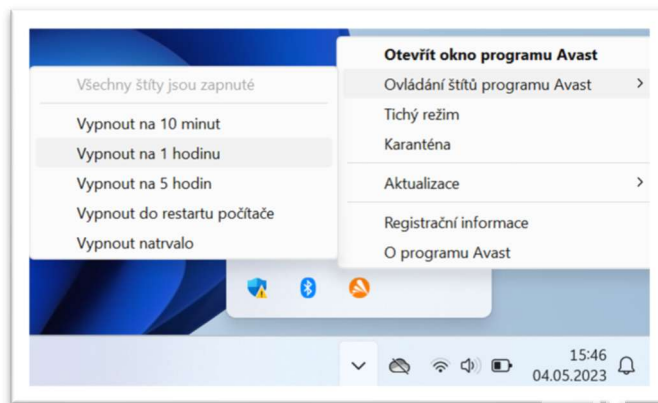 Otevřít okno programu Avast
Ovládání štítů programu Avast
Tichý režim
Karanténa
Aktualizace
Registrační informace
O programu Avast
Všechny štíty jsou zapnuté
Vypnout na 10 minut
Vypnout na 1 hodinu
Vypnout na 5 hodin
Vypnout do restartu počítače
Vypnout natrvalo
15:46
04.05.2023